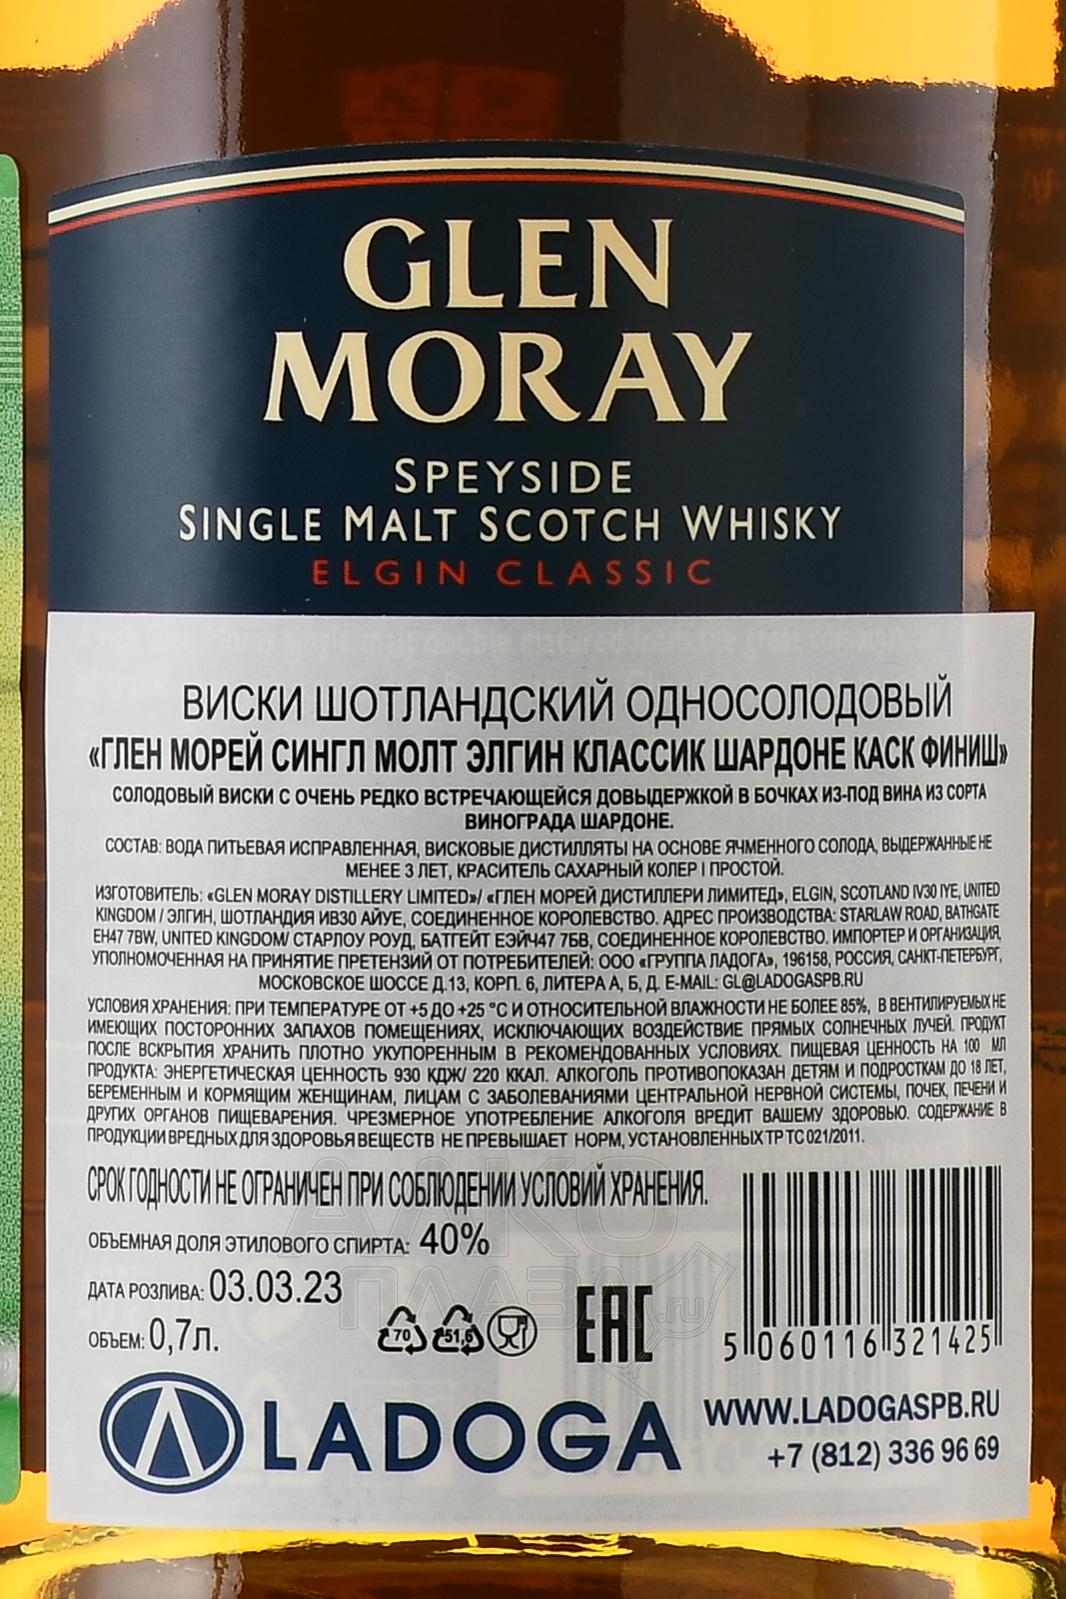 GLEN
MORAY
SPEYSIDE
SINGLE MALT SCOTCH WHISKY
ELGIN CLASSIC
ВИСКИ ШОТЛАНДСКИЙ ОДНОСОЛОДОВЫЙ
«ГЛЕН МОРЕЙ СИНГЛ МОЛТ ЭЛГИН КЛАССИК ШАРДОНЕ КАСК ФИНИШ»
СОЛОДОВЫЙ ВИСКИ С ОЧЕНЬ РЕДКО ВСТРЕЧАЮЩЕЙСЯ ДОВЫДЕРЖКОЙ В БОЧКАХ ИЗ-ПОД ВИНА ИЗ СОРТА
ВИНОГРАДА ШАРДОНЕ.
СОСТАВ: ВОДА ПИТЬЕВАЯ ИСПРАВЛЕННАЯ, ВИСКОВЫЕ ДИСТИЛЛЯТЫ НА ОСНОВЕ ЯЧМЕННОГО СОЛОДА, ВЫДЕРЖАННЫЕ НЕ
МЕНЕЕ 3 ЛЕТ, КРАСИТЕЛЬ САХАРНЫЙ КОЛЕР I ПРОСТОЙ.
ИЗГОТОВИТЕЛЬ: «GLEN MORAY DISTILLERY LIMITED»/ «ГЛЕН МОРЕЙ ДИСТИЛЛЕРИ ЛИМИТЕД», ELGIN, SCOTLAND IV30 IYE, UNITED
KINGDOM / ЭЛГИН, ШОТЛАНДИЯ ИВ30 АЙУЕ, СОЕДИНЕННОЕ КОРОЛЕВСТВО. АДРЕС ПРОИЗВОДСТВА: STARLAW ROAD, BATHGATE
EH47 7BW, UNITED KINGDOM/ СТАРЛОУ РОУД, БАТГЕЙТ ЕЭЙЧ47 7БВ, СОЕДИНЕННОЕ КОРОЛЕВСТВО. ИМПОРТЕР И ОРГАНИЗАЦИЯ,
УПОЛНОМОЧЕННАЯ НА ПРИНЯТИЕ ПРЕТЕНЗИЙ ОТ ПОТРЕБИТЕЛЕЙ: ООО «ГРУППА ЛАДОГА», 196158, РОССИЯ, САНКТ-ПЕТЕРБУРГ,
МОСКОВСКОЕ ШОССЕ Д.13, КОРП. 6, ЛИТЕРА А, Б, Д. E-MAIL: GL@LADOGASPB.RU
УСЛОВИЯ ХРАНЕНИЯ: ПРИ ТЕМПЕРАТУРЕ ОТ +5 ДО +25 °C И ОТНОСИТЕЛЬНОЙ ВЛАЖНОСТИ НЕ БОЛЕЕ 85%, В ВЕНТИЛИРУЕМЫХ НЕ
ИМЕЮЩИХ ПОСТОРОННИХ ЗАПАХОВ ПОМЕЩЕНИЯХ, ИСКЛЮЧАЮЩИХ ВОЗДЕЙСТВИЕ ПРЯМЫХ СОЛНЕЧНЫХ ЛУЧЕЙ. ПРОДУКТ
ПОСЛЕ ВСКРЫТИЯ ХРАНИТЬ ПЛОТНО УКУПОРЕННЫМ В РЕКОМЕНДОВАННЫХ УСЛОВИЯХ. ПИЩЕВАЯ ЦЕННОСТЬ НА 100 МЛ
ПРОДУКТА: ЭНЕРГЕТИЧЕСКАЯ ЦЕННОСТЬ 930 КДЖ/ 220 ККАЛ. АЛКОГОЛЬ ПРОТИВОПОКАЗАН ДЕТЯМ И ПОДРОСТКАМ ДО 18 ЛЕТ,
БЕРЕМЕННЫМ И КОРМЯЩИМ ЖЕНЩИНАМ, ЛИЦАМ С ЗАБОЛЕВАНИЯМИ ЦЕНТРАЛЬНОЙ НЕРВНОЙ СИСТЕМЫ, ПОЧЕК, ПЕЧЕНИ И
ДРУГИХ ОРГАНОВ ПИЩЕВАРЕНИЯ. ЧРЕЗМЕРНОЕ УПОТРЕБЛЕНИЕ АЛКОГОЛЯ ВРЕДИТ ВАШЕМУ ЗДОРОВЬЮ. СОДЕРЖАНИЕ В
ПРОДУКЦИИ ВРЕДНЫХ ДЛЯ ЗДОРОВЬЯ ВЕЩЕСТВ НЕ ПРЕВЫШАЕТ НОРМ, УСТАНОВЛЕННЫХ ТР ТС 021/2011.
СРОК ГОДНОСТИ НЕ ОГРАНИЧЕН ПРИ СОБЛЮДЕНИИ УСЛОВИЙ ХРАНЕНИЯ.
ОБЪЕМНАЯ ДОЛЯ ЭТИЛОВОГО СПИРТА: 40%
ДАТА РОЗЛИВА: 03.03.23
ОБЪЕМ: 0,7л.
70 51,6 EAC
5 060116 321425
LADOGA
WWW.LADOGASPB.RU
+7 (812) 336 96 69
АЛКО
ПЛАЗА.ru